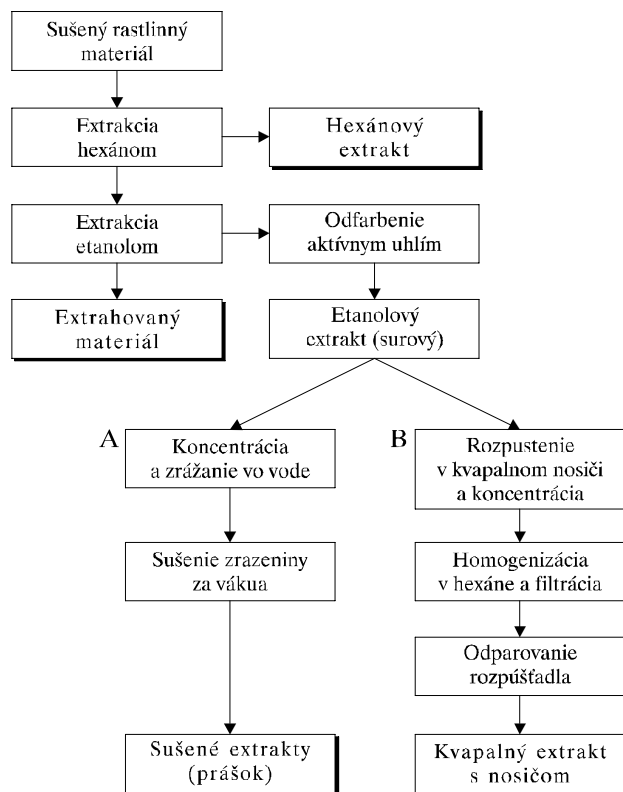 Sušený rastlinný
materiál
Extrakcia
hexánom
Hexánový
extrakt
Extrakcia
etanolom
Odfarbenie
aktívnym uhlím
Extrahovaný
materiál
Etanolový
extrakt (surový)
A
Koncentrácia
a zrážanie vo vode
B
Rozpustenie
v kvapalnom nosiči
a koncentrácia
Sušenie zrazeniny
za vákua
Homogenizácia
v hexáne a filtrácia
Odparovanie
rozpúšťadla
Sušené extrakty
(prášok)
Kvapalný extrakt
s nosičom